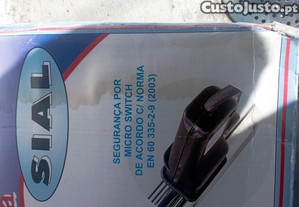 CustoJusto.pt
SIAL
SEGURANÇA POR
MICRO SWITCH
DE ACORDO C/ NORMA
EN 60 335-2-9 (2003)